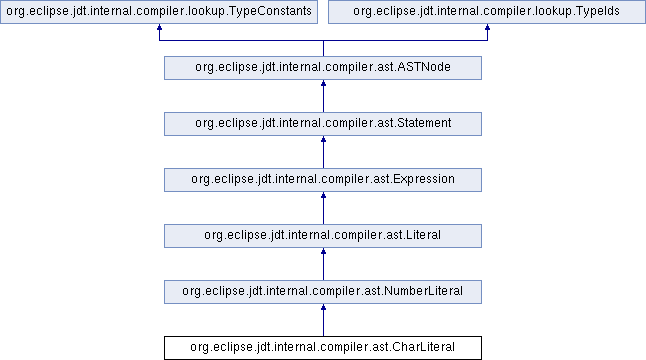 org.eclipse.jdt.internal.compiler.lookup.TypeConstants
org.eclipse.jdt.internal.compiler.lookup.TypeIds
org.eclipse.jdt.internal.compiler.ast.ASTNode
org.eclipse.jdt.internal.compiler.ast.Statement
org.eclipse.jdt.internal.compiler.ast.Expression
org.eclipse.jdt.internal.compiler.ast.Literal
org.eclipse.jdt.internal.compiler.ast.NumberLiteral
org.eclipse.jdt.internal.compiler.ast.CharLiteral